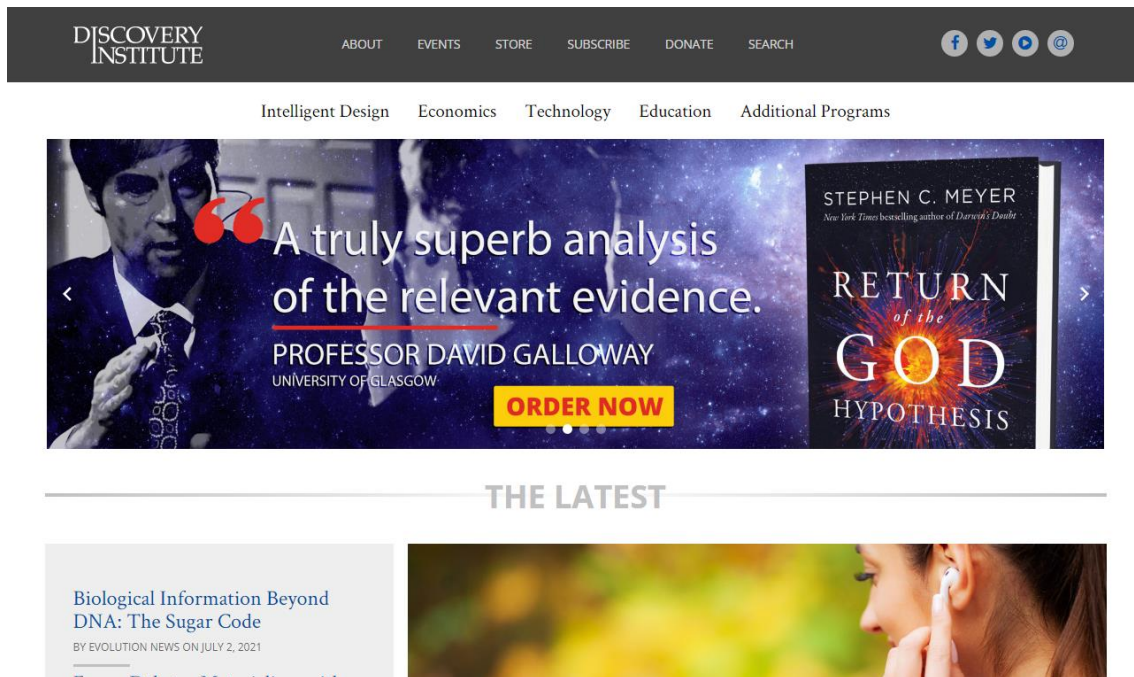 DISCOVERY
INSTITUTE
ABOUT EVENTS STORE SUBSCRIBE DONATE SEARCH
Intelligent Design Economics Technology Education Additional Programs
“
A truly superb analysis
of the relevant evidence.
PROFESSOR DAVID GALLOWAY
UNIVERSITY OF GLASGOW
ORDER NOW
STEPHEN C. MEYER
New York Times bestselling author of Darwin's Doubt
RETURN
of the
GOD
HYPOTHESIS
THE LATEST
Biological Information Beyond
DNA: The Sugar Code
BY EVOLUTION NEWS ON JULY 2, 2021